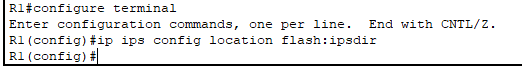 R1#configure terminal
Enter configuration commands, one per line.  End with CNTL/Z.
R1(config)#ip ips config location flash:ipsdir
R1(config)#